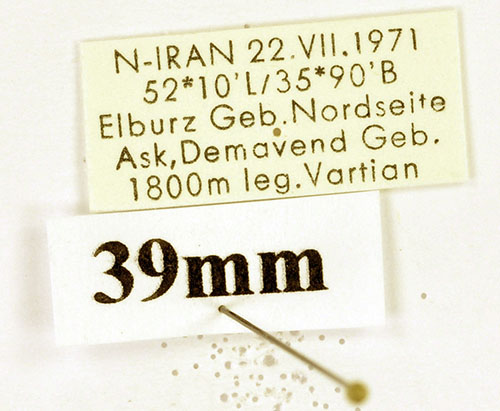 N-IRAN 22.VII.1971
52*10'L/35*90'B
Elburz Geb.Nordseite
Ask,Demavend Geb.
1800m leg.Vartian
39mm